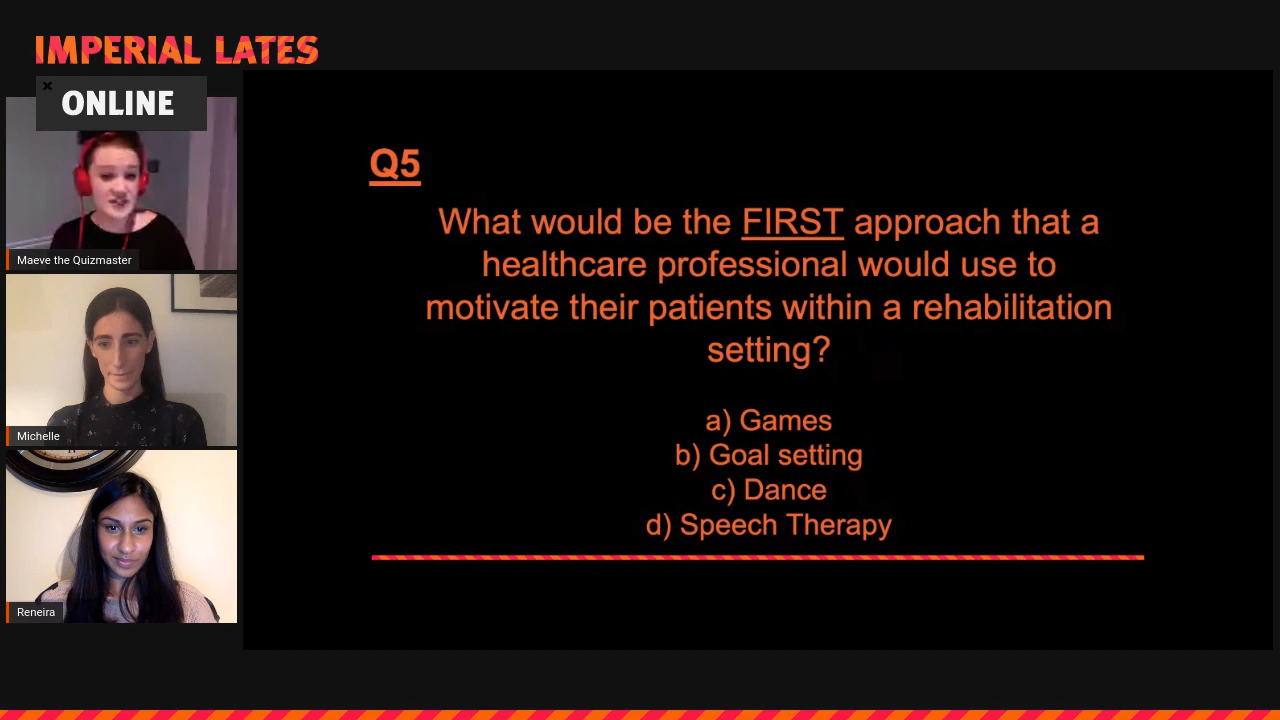 IMPERIAL LATES
ONLINE
Maeve the Quizmaster
Michelle
Reneira
Q5
What would be the FIRST approach that a
healthcare professional would use to
motivate their patients within a rehabilitation
setting?
a) Games
b) Goal setting
c) Dance
d) Speech Therapy